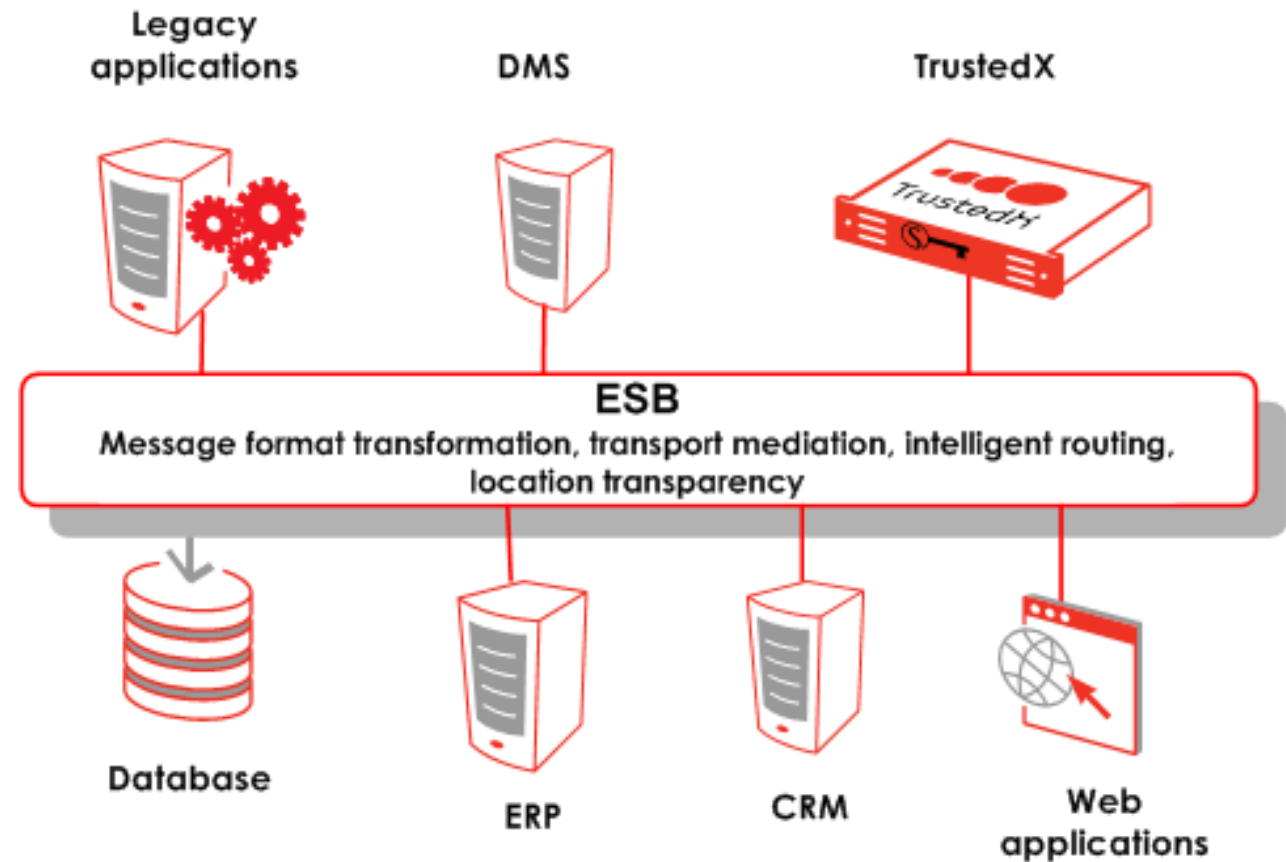 Legacy
applications
DMS
TrustedX
TrustedX
ESB
Message format transformation, transport mediation, intelligent routing,
location transparency
Database
ERP
CRM
Web
applications